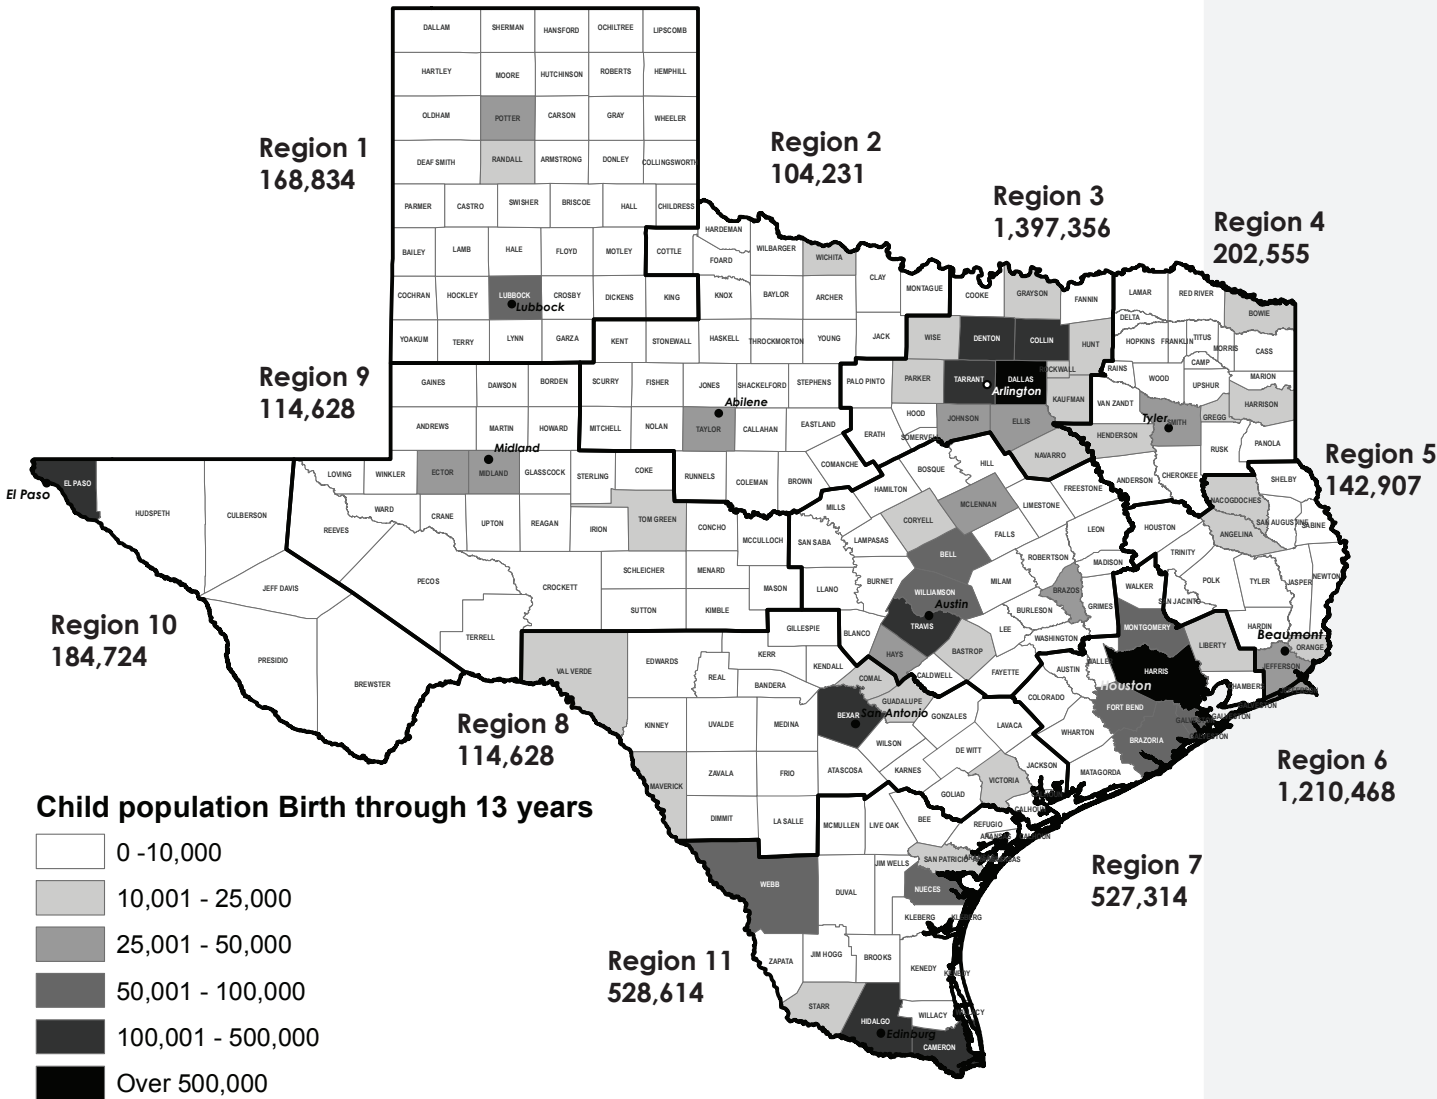 DALLAM SHERMAN HANSFORD OCHILTREE LIPSCOMB
HARTLEY MOORE HUTCHINSON ROBERTS HEMPHILL
OLDHAM POTTER CARSON GRAY WHEELER
DEAF SMITH RANDALL ARMSTRONG DONLEY COLLINGSWORTH
PARMER CASTRO SWISHER BRISCOE HALL CHILDRESS
BAILEY LAMB HALE FLOYD MOTLEY COTTLE
COCHRAN HOCKLEY LUBBOCK CROSBY DICKENS KING
Lubbock
YOAKUM TERRY LYNN GARZA
Region 1
168,834
Region 2
104,231
HARDEMAN
FOARD WILBARGER WICHITA
CLAY MONTAGUE
KNOX BAYLOR ARCHER
KENT STONEWALL HASKELL THROCKMORTON YOUNG JACK
SCURRY FISHER JONES SHACKELFORD STEPHENS
Abilene
MITCHELL NOLAN TAYLOR CALLAHAN EASTLAND
RUNNELS COLEMAN BROWN COMANCHE
Region 3
1,397,356
COOKE GRAYSON FANNIN
WISE DENTON COLLIN HUNT
ROCKWALL
PALO PINTO PARKER TARRANT DALLAS
Arlington
KAUFMAN
HOOD JOHNSON ELLIS
ERATH SOMERVELL NAVARRO
Region 4
202,555
LAMAR RED RIVER BOWIE
DELTA
HOPKINS FRANKLIN TITUS MORRIS CASS
CAMP
RAINS WOOD UPSHUR MARION
VAN ZANDT SMITH GREGG HARRISON
Tyler
HENDERSON RUSK PANOLA
ANDERSON CHEROKEE
Region 9
114,628
GAINES DAWSON BORDEN
ANDREWS MARTIN HOWARD
Midland
LOVING WINKLER ECTOR MIDLAND GLASSCOCK STERLING COKE
WARD CRANE UPTON REAGAN IRION TOM GREEN CONCHO
REEVES MCCULLOCH
PECOS CROCKETT SCHLEICHER MENARD MASON
SUTTON KIMBLE
TERRELL
Region 5
142,907
SHELBY
NACOGDOCHES
SAN AUGUSTINE SABINE
HOUSTON ANGELINA
TRINITY
POLK TYLER JASPER NEWTON
SAN JACINTO
HARDIN
Beaumont
ORANGE
JEFFERSON
El Paso
EL PASO HUDSPETH CULBERSON
JEFF DAVIS
PRESIDIO BREWSTER
Region 10
184,724
BOSQUE HILL
HAMILTON MCLENNAN LIMESTONE FREESTONE
MILLS CORYELL FALLS LEON
SAN SABA LAMPASAS BELL ROBERTSON MADISON
LLANO BURNET WILLIAMSON MILAM BRAZOS GRIMES
Austin
BURLESON
BLANCO TRAVIS LEE WASHINGTON
HAYS BASTROP
CALDWELL FAYETTE
WALKER
MONTGOMERY LIBERTY
AUSTIN WALLER HARRIS
Houston
CHAMBERS
COLORADO FORT BEND
GALVESTON
GALVESTON
GALVESTON
WHARTON BRAZORIA
MATAGORDA
Region 6
1,210,468
Region 8
114,628
GILLESPIE
VAL VERDE EDWARDS KERR
REAL BANDERA KENDALL
COMAL
GUADALUPE
KINNEY UVALDE MEDINA BEXAR
San Antonio
GONZALES LAVACA
WILSON DE WITT
MAVERICK ZAVALA FRIO ATASCOSA KARNES JACKSON
VICTORIA
GOLIAD
CALHOUN
DIMMIT LA SALLE
Region 7
527,314
MCMULLEN LIVE OAK BEE REFUGIO
ARANSAS
SAN PATRICIO
WEBB DUVAL JIM WELLS NUECES
KLEBERG KLEBERG
ZAPATA JIM HOGG BROOKS KENEDY KENEDY
STARR HIDALGO WILLACY WILLACY
Edinburg
CAMERON
Region 11
528,614
Child population Birth through 13 years
0 -10,000
10,001 - 25,000
25,001 - 50,000
50,001 - 100,000
100,001 - 500,000
Over 500,000